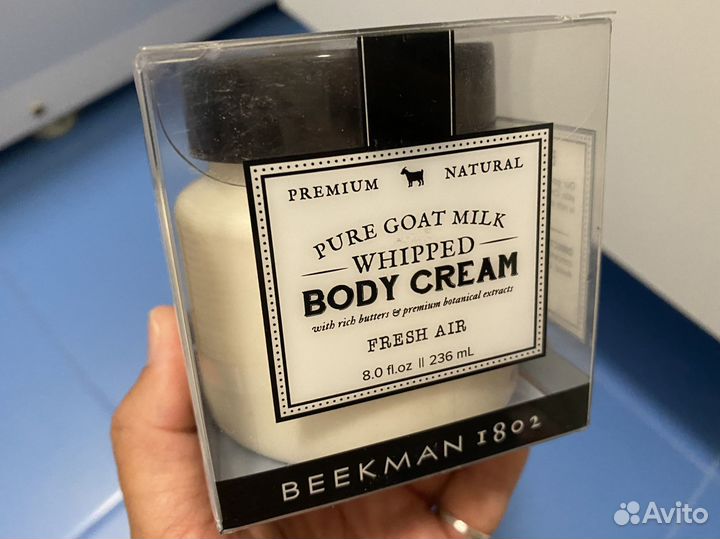 PREMIUM NATURAL
PURE GOAT MILK
WHIPPED
BODY CREAM
with rich butters & premium botanical extracts
FRESH AIR
8.0 fl.oz || 236 mL
BEEKMAN 1802
Avito